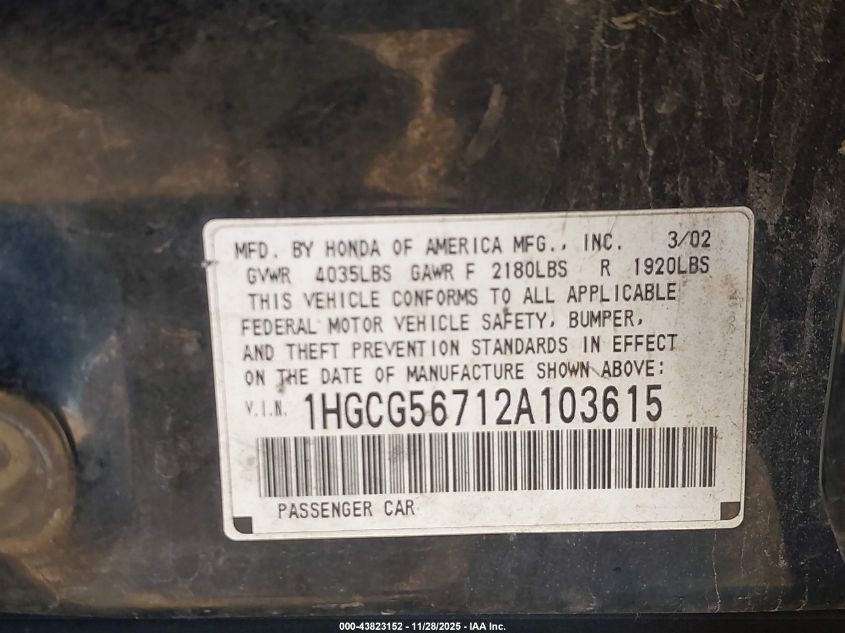 MFD. BY HONDA OF AMERICA MFG., INC. 3/02
GVWR 4035LBS GAWR F 2180LBS R 1920LBS
THIS VEHICLE CONFORMS TO ALL APPLICABLE
FEDERAL MOTOR VEHICLE SAFETY, BUMPER,
AND THEFT PREVENTION STANDARDS IN EFFECT
ON THE DATE OF MANUFACTURE SHOWN ABOVE:
V.I.N. 1HGCG56712A103615
PASSENGER CAR
000-43823152 - 11/28/2025 - IAA Inc.